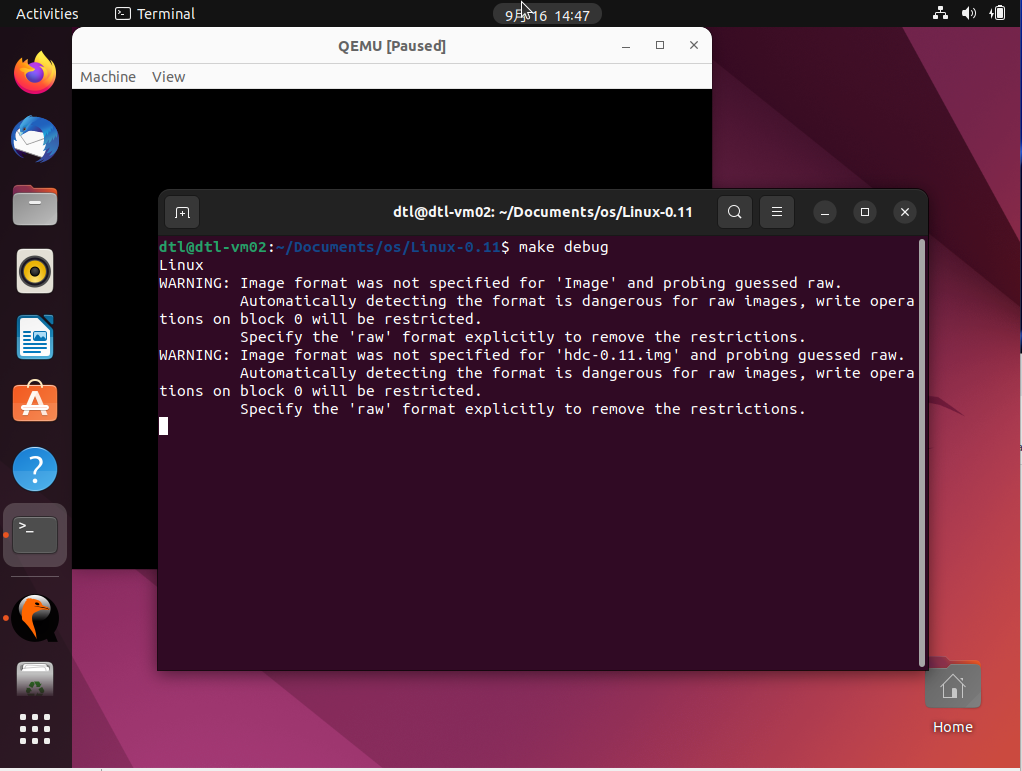 Activities
Terminal
9月 16 14:47
QEMU [Paused]
Machine View
dtl@dtl-vm02: ~/Documents/os/Linux-0.11
dtl@dtl-vm02:~/Documents/os/Linux-0.11$ make debug
Linux
WARNING: Image format was not specified for 'Image' and probing guessed raw.
         Automatically detecting the format is dangerous for raw images, write opera
tions on block 0 will be restricted.
         Specify the 'raw' format explicitly to remove the restrictions.
WARNING: Image format was not specified for 'hdc-0.11.img' and probing guessed raw.
         Automatically detecting the format is dangerous for raw images, write opera
tions on block 0 will be restricted.
         Specify the 'raw' format explicitly to remove the restrictions.
Home